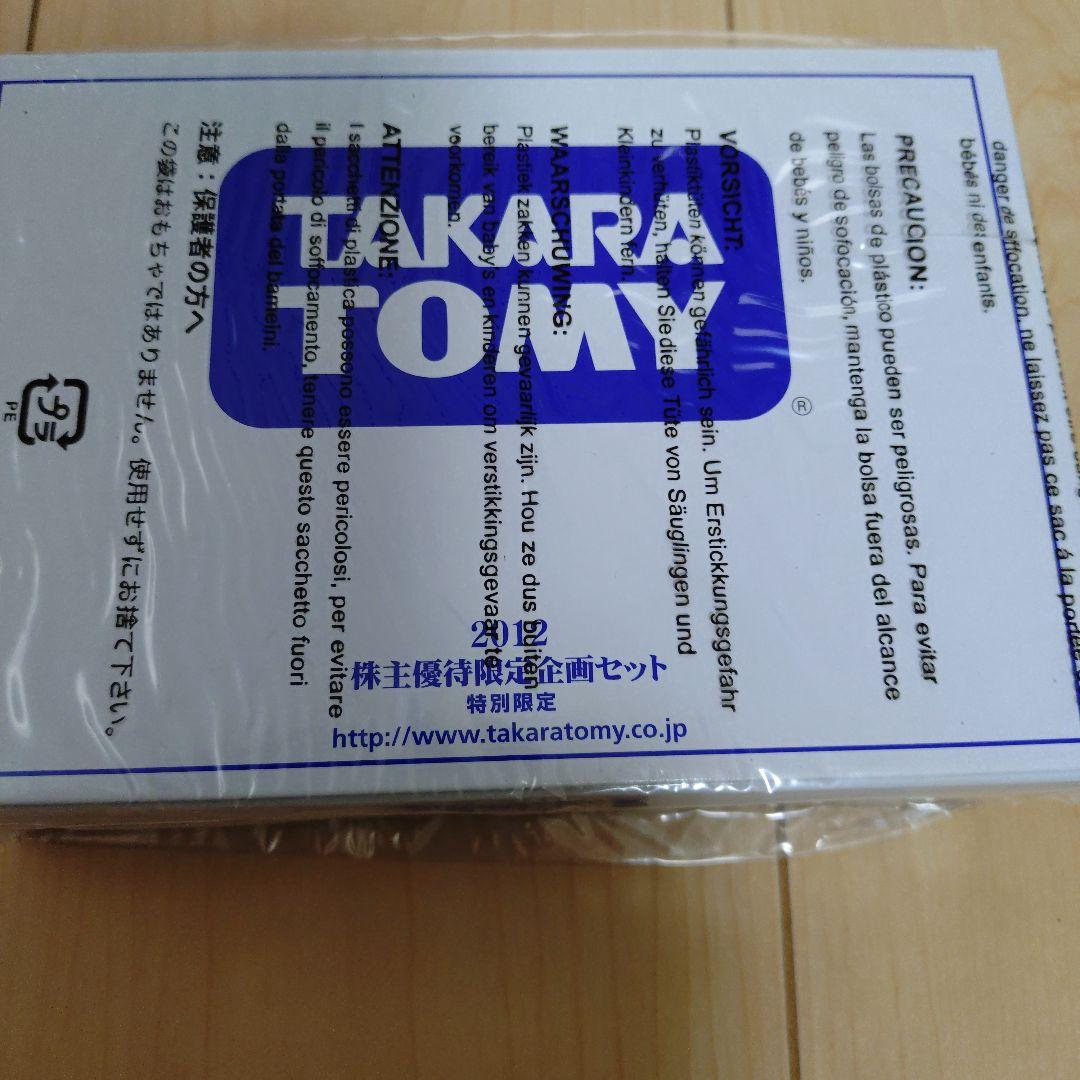 TAKARA
TOMY
®
2012
株主優待限定企画セット
特別限定
http://www.takaratomy.co.jp
danger de sffocation, ne laissez pas ce sac á la portée
bébés ni det enfants.
PRECAUCION:
Las bolsas de plástico pueden ser peligrosas. Para evitar
peligro de sofocación, mantenga la bolsa fuera del alcance
de bebés y niños.
VORSICHT:
Plastiktüten können gefährlich sein. Um Erstickkungsgefahr
zu verhüten, halten Sie diese Tüte von Säuglingen und
Kleinkindern fern.
WAARSCHUWING:
Plastiek zakken kunnen gevaarlijk zijn. Hou ze dus buiten
bereik van baby's en kinderen om verstikkingsgevaar te
voorkomen.
ATTENZIONE:
I sacchetti di plastica possono essere pericolosi, per evitare
il pericolo di soffocamento, tenere questo sacchetto fuori
dalla portata dei
注意：保護者の方へ
この袋はおもちゃではありません。使用せずにお捨て下さい。
プラ
PE